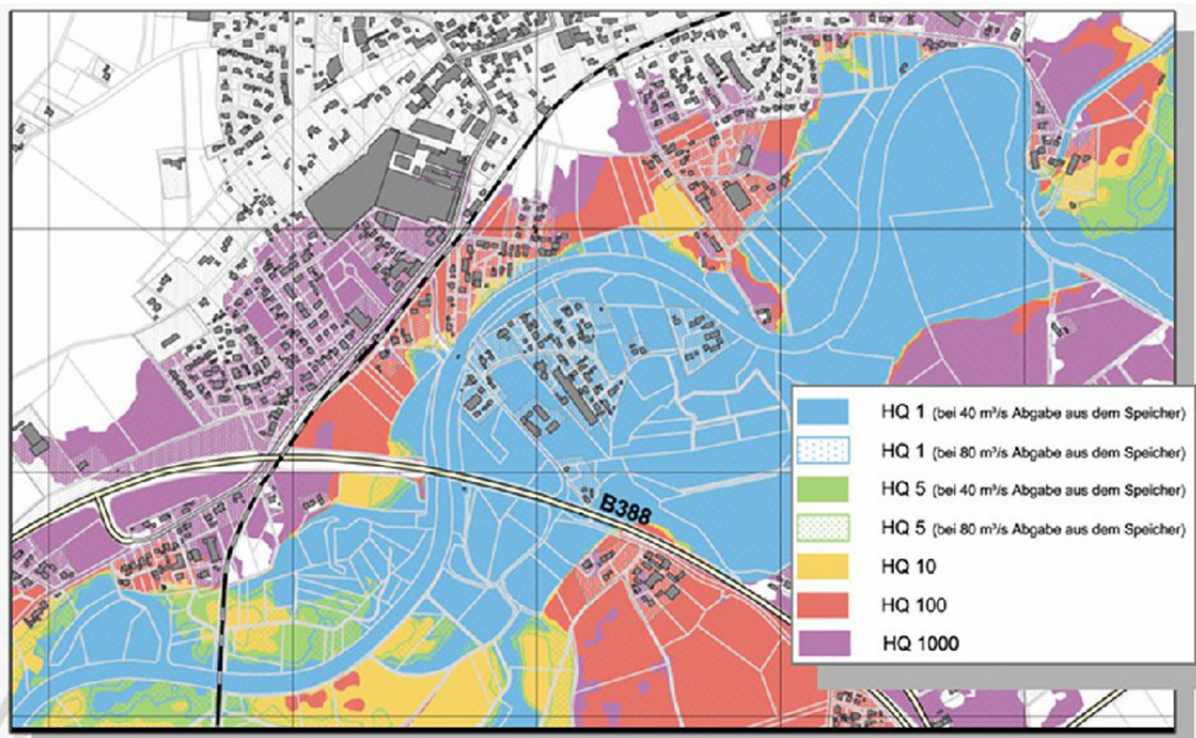 B388
HQ 1 (bei 40 m³/s Abgabe aus dem Speicher)
HQ 1 (bei 80 m³/s Abgabe aus dem Speicher)
HQ 5 (bei 40 m³/s Abgabe aus dem Speicher)
HQ 5 (bei 80 m³/s Abgabe aus dem Speicher)
HQ 10
HQ 100
HQ 1000